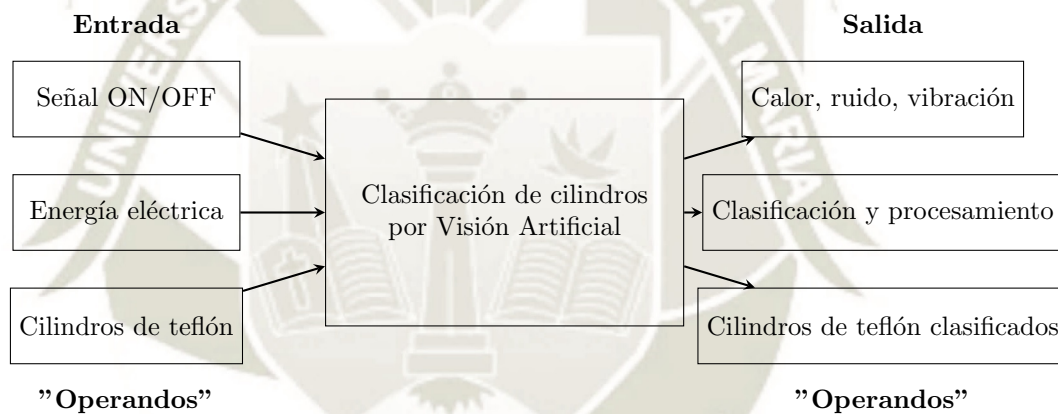 Entrada
Salida
Señal ON/OFF
Calor, ruido, vibración
Energía eléctrica
Clasificación de cilindros
por Visión Artificial
Clasificación y procesamiento
Cilindros de teflón
Cilindros de teflón clasificados
"Operandos"
"Operandos"